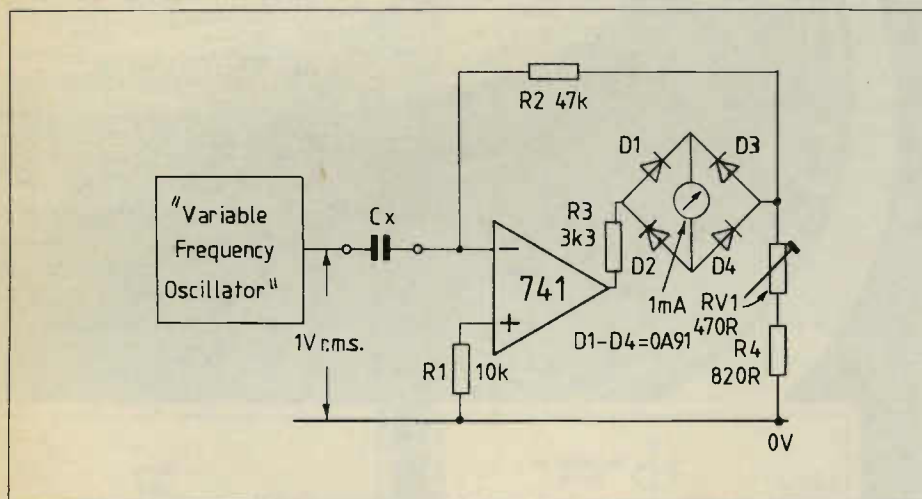 R2 47k
D1
D3
"Variable
Frequency
Oscillator"
Cx
R3
3k3
D2
D4
−
741
+
1mA
RV1
470R
1V r.m.s.
D1-D4=OA91
R4
820R
R1
10k
0V